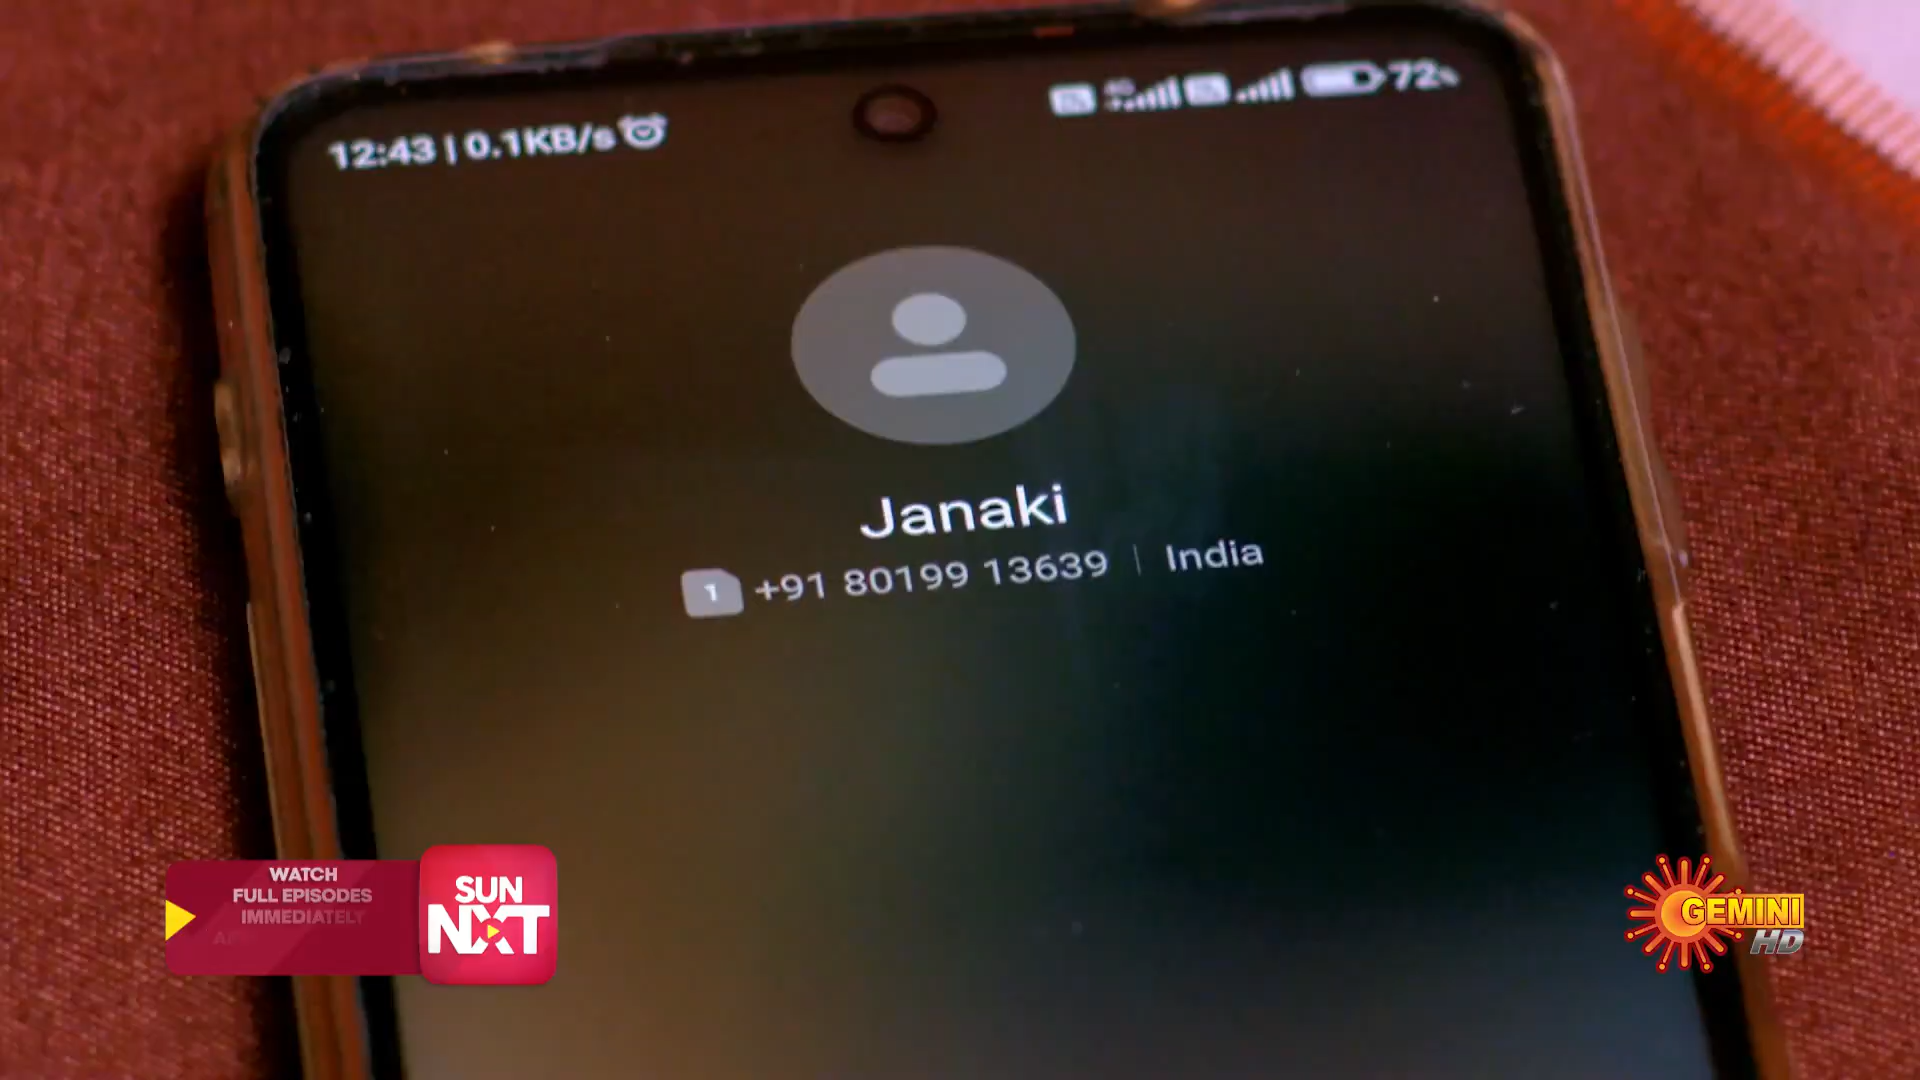 12:43 | 0.1KB/s
4G
72%
Janaki
1 +91 80199 13639 | India
WATCH
FULL EPISODES
IMMEDIATELY
SUN
NXT
GEMINI
HD